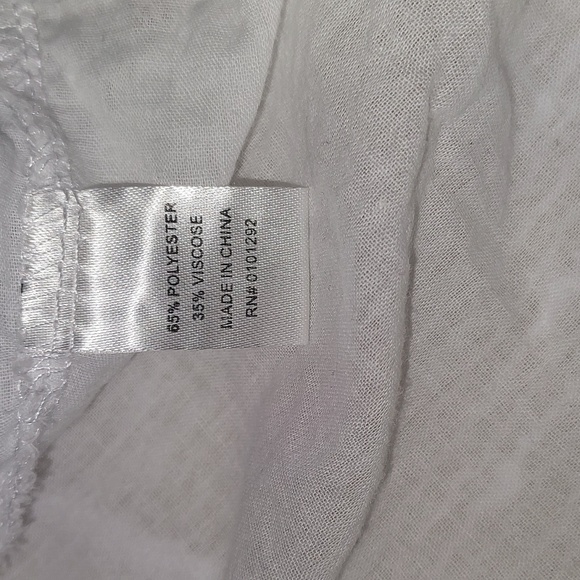 65% POLYESTER
35% VISCOSE
MADE IN CHINA
RN# 0101292